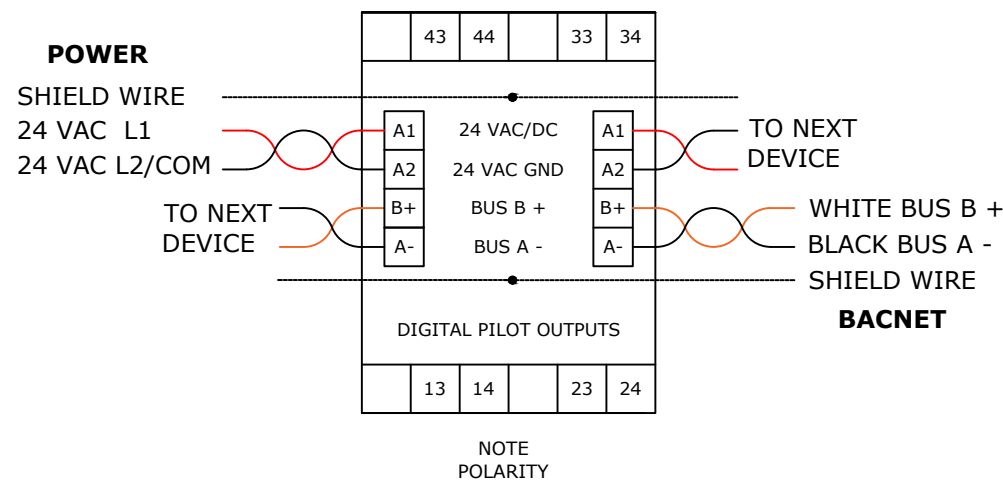 43 44 33 34
POWER
SHIELD WIRE
24 VAC L1
24 VAC L2/COM
A1 24 VAC/DC A1
A2 24 VAC GND A2
B+ BUS B + B+
A- BUS A - A-
TO NEXT
DEVICE
TO NEXT
DEVICE
WHITE BUS B +
BLACK BUS A -
SHIELD WIRE
BACNET
DIGITAL PILOT OUTPUTS
13 14 23 24
NOTE
POLARITY